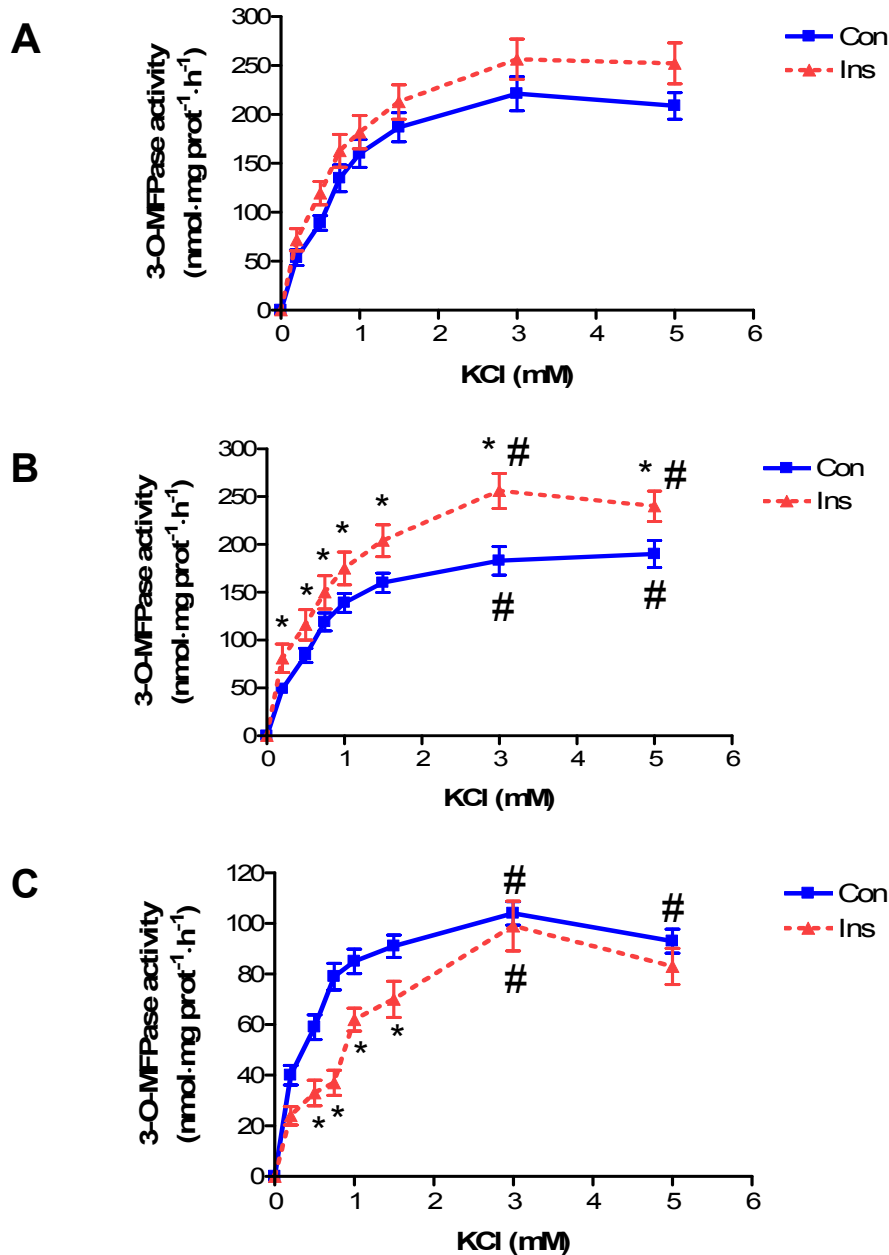 A
3-O-MFPase activity
(nmol·mg prot⁻¹·h⁻¹)
300
250
200
150
100
50
0
0 1 2 3 4 5 6
KCl (mM)
Con
Ins
B
3-O-MFPase activity
(nmol·mg prot⁻¹·h⁻¹)
300
250
200
150
100
50
0
* * * * * * # * #
# #
0 1 2 3 4 5 6
KCl (mM)
Con
Ins
C
3-O-MFPase activity
(nmol·mg prot⁻¹·h⁻¹)
120
100
80
60
40
20
0
# #
#
* * * *
0 1 2 3 4 5 6
KCl (mM)
Con
Ins